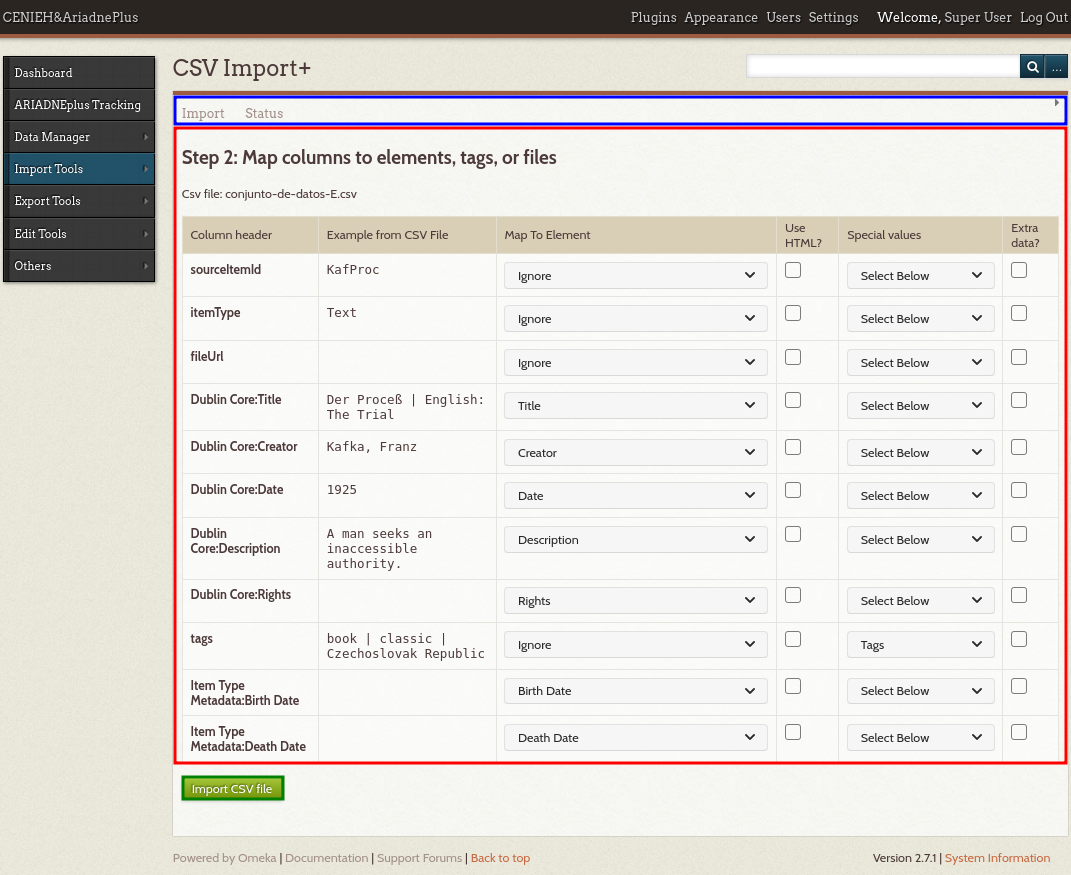 CENIEH&AriadnePlus
Plugins Appearance Users Settings Welcome, Super User Log Out
Dashboard
ARIADNEplus Tracking
Data Manager
Import Tools
Export Tools
Edit Tools
Others
CSV Import+
...
Import Status
Step 2: Map columns to elements, tags, or files
Csv file: conjunto-de-datos-E.csv
Column header Example from CSV File Map To Element Use HTML? Special values Extra data?
sourceItemId KafProc Ignore Select Below
itemType Text Ignore Select Below
fileUrl Ignore Select Below
Dublin Core:Title Der Proceß | English: The Trial Title Select Below
Dublin Core:Creator Kafka, Franz Creator Select Below
Dublin Core:Date 1925 Date Select Below
Dublin Core:Description A man seeks an inaccessible authority. Description Select Below
Dublin Core:Rights Rights Select Below
tags book | classic | Czechoslovak Republic Ignore Tags
Item Type Metadata:Birth Date Birth Date Select Below
Item Type Metadata:Death Date Death Date Select Below
Import CSV file
Powered by Omeka | Documentation | Support Forums | Back to top
Version 2.7.1 | System Information